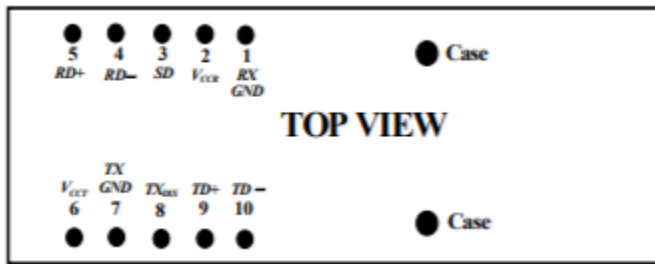 5 4 3 2 1
RD+ RD− SD VCCR RX
GND
Case
TOP VIEW
TX
VCCT GND TXDIS TD+ TD −
6 7 8 9 10
Case